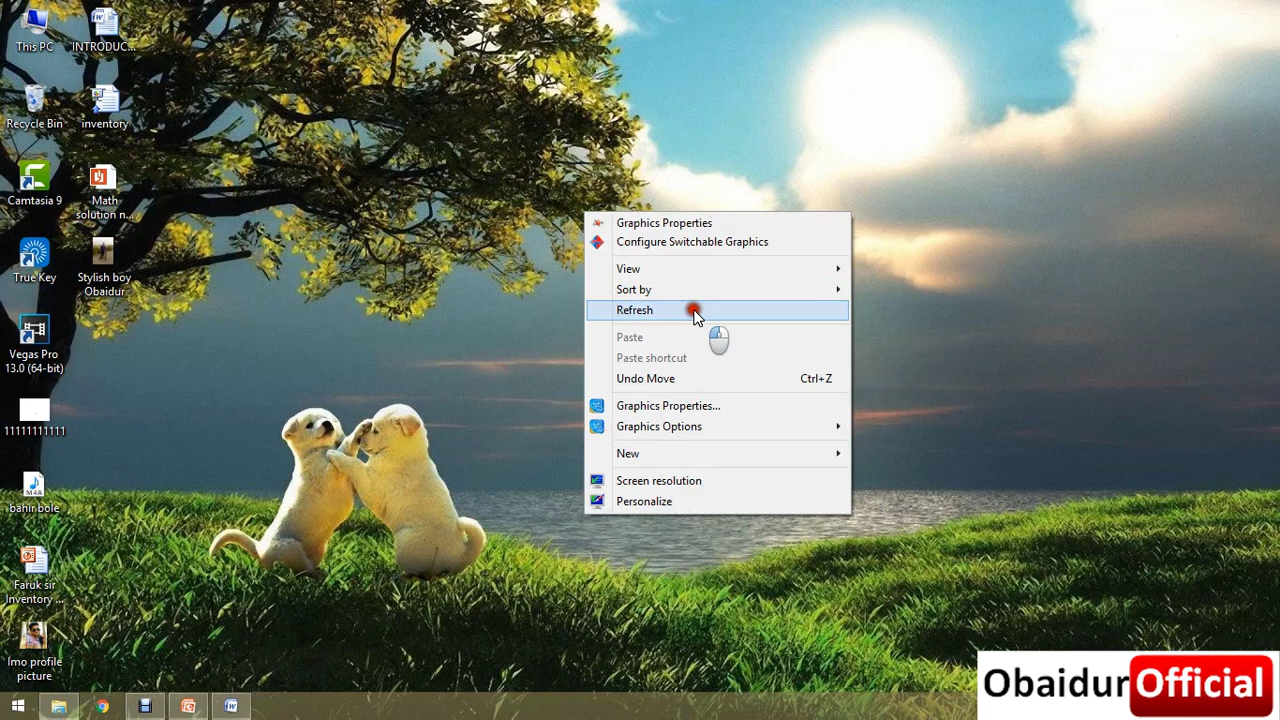 This PC
INTRODUC...
Recycle Bin
inventory
Camtasia 9
Math
solution n...
True Key
Stylish boy
Obaidur
Vegas Pro
13.0 (64-bit)
11111111111
M4A
bahir bole
Faruk sir
Inventory ...
Imo profile
picture
Graphics Properties
Configure Switchable Graphics
View
Sort by
Refresh
Paste
Paste shortcut
Undo Move Ctrl+Z
Graphics Properties...
Graphics Options
New
Screen resolution
Personalize
ObaidurOfficial